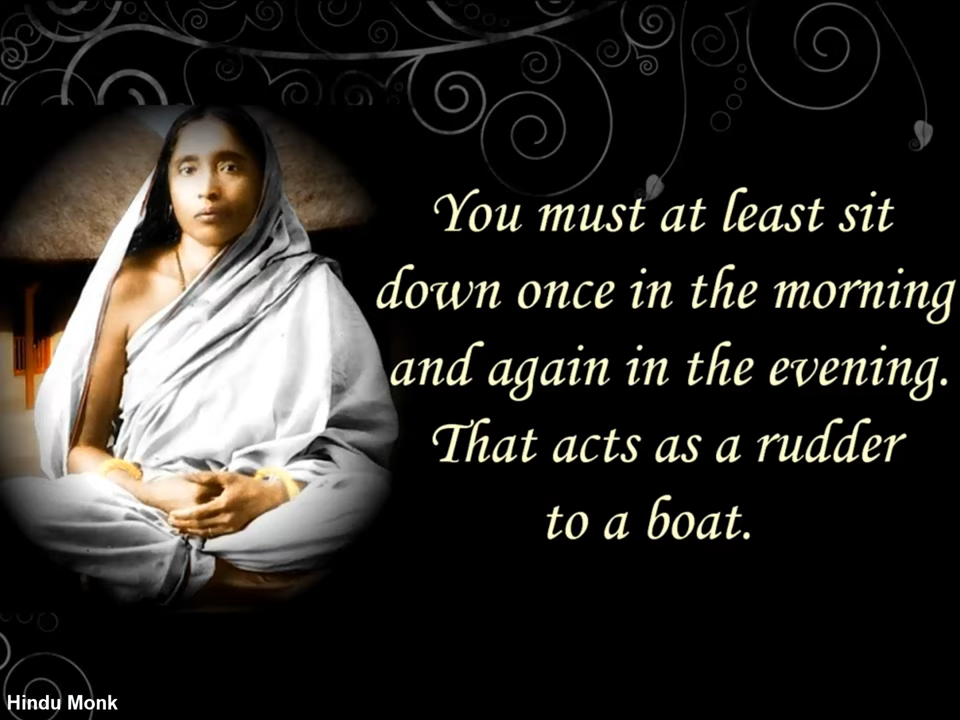 You must at least sit
down once in the morning
and again in the evening.
That acts as a rudder
to a boat.
Hindu Monk